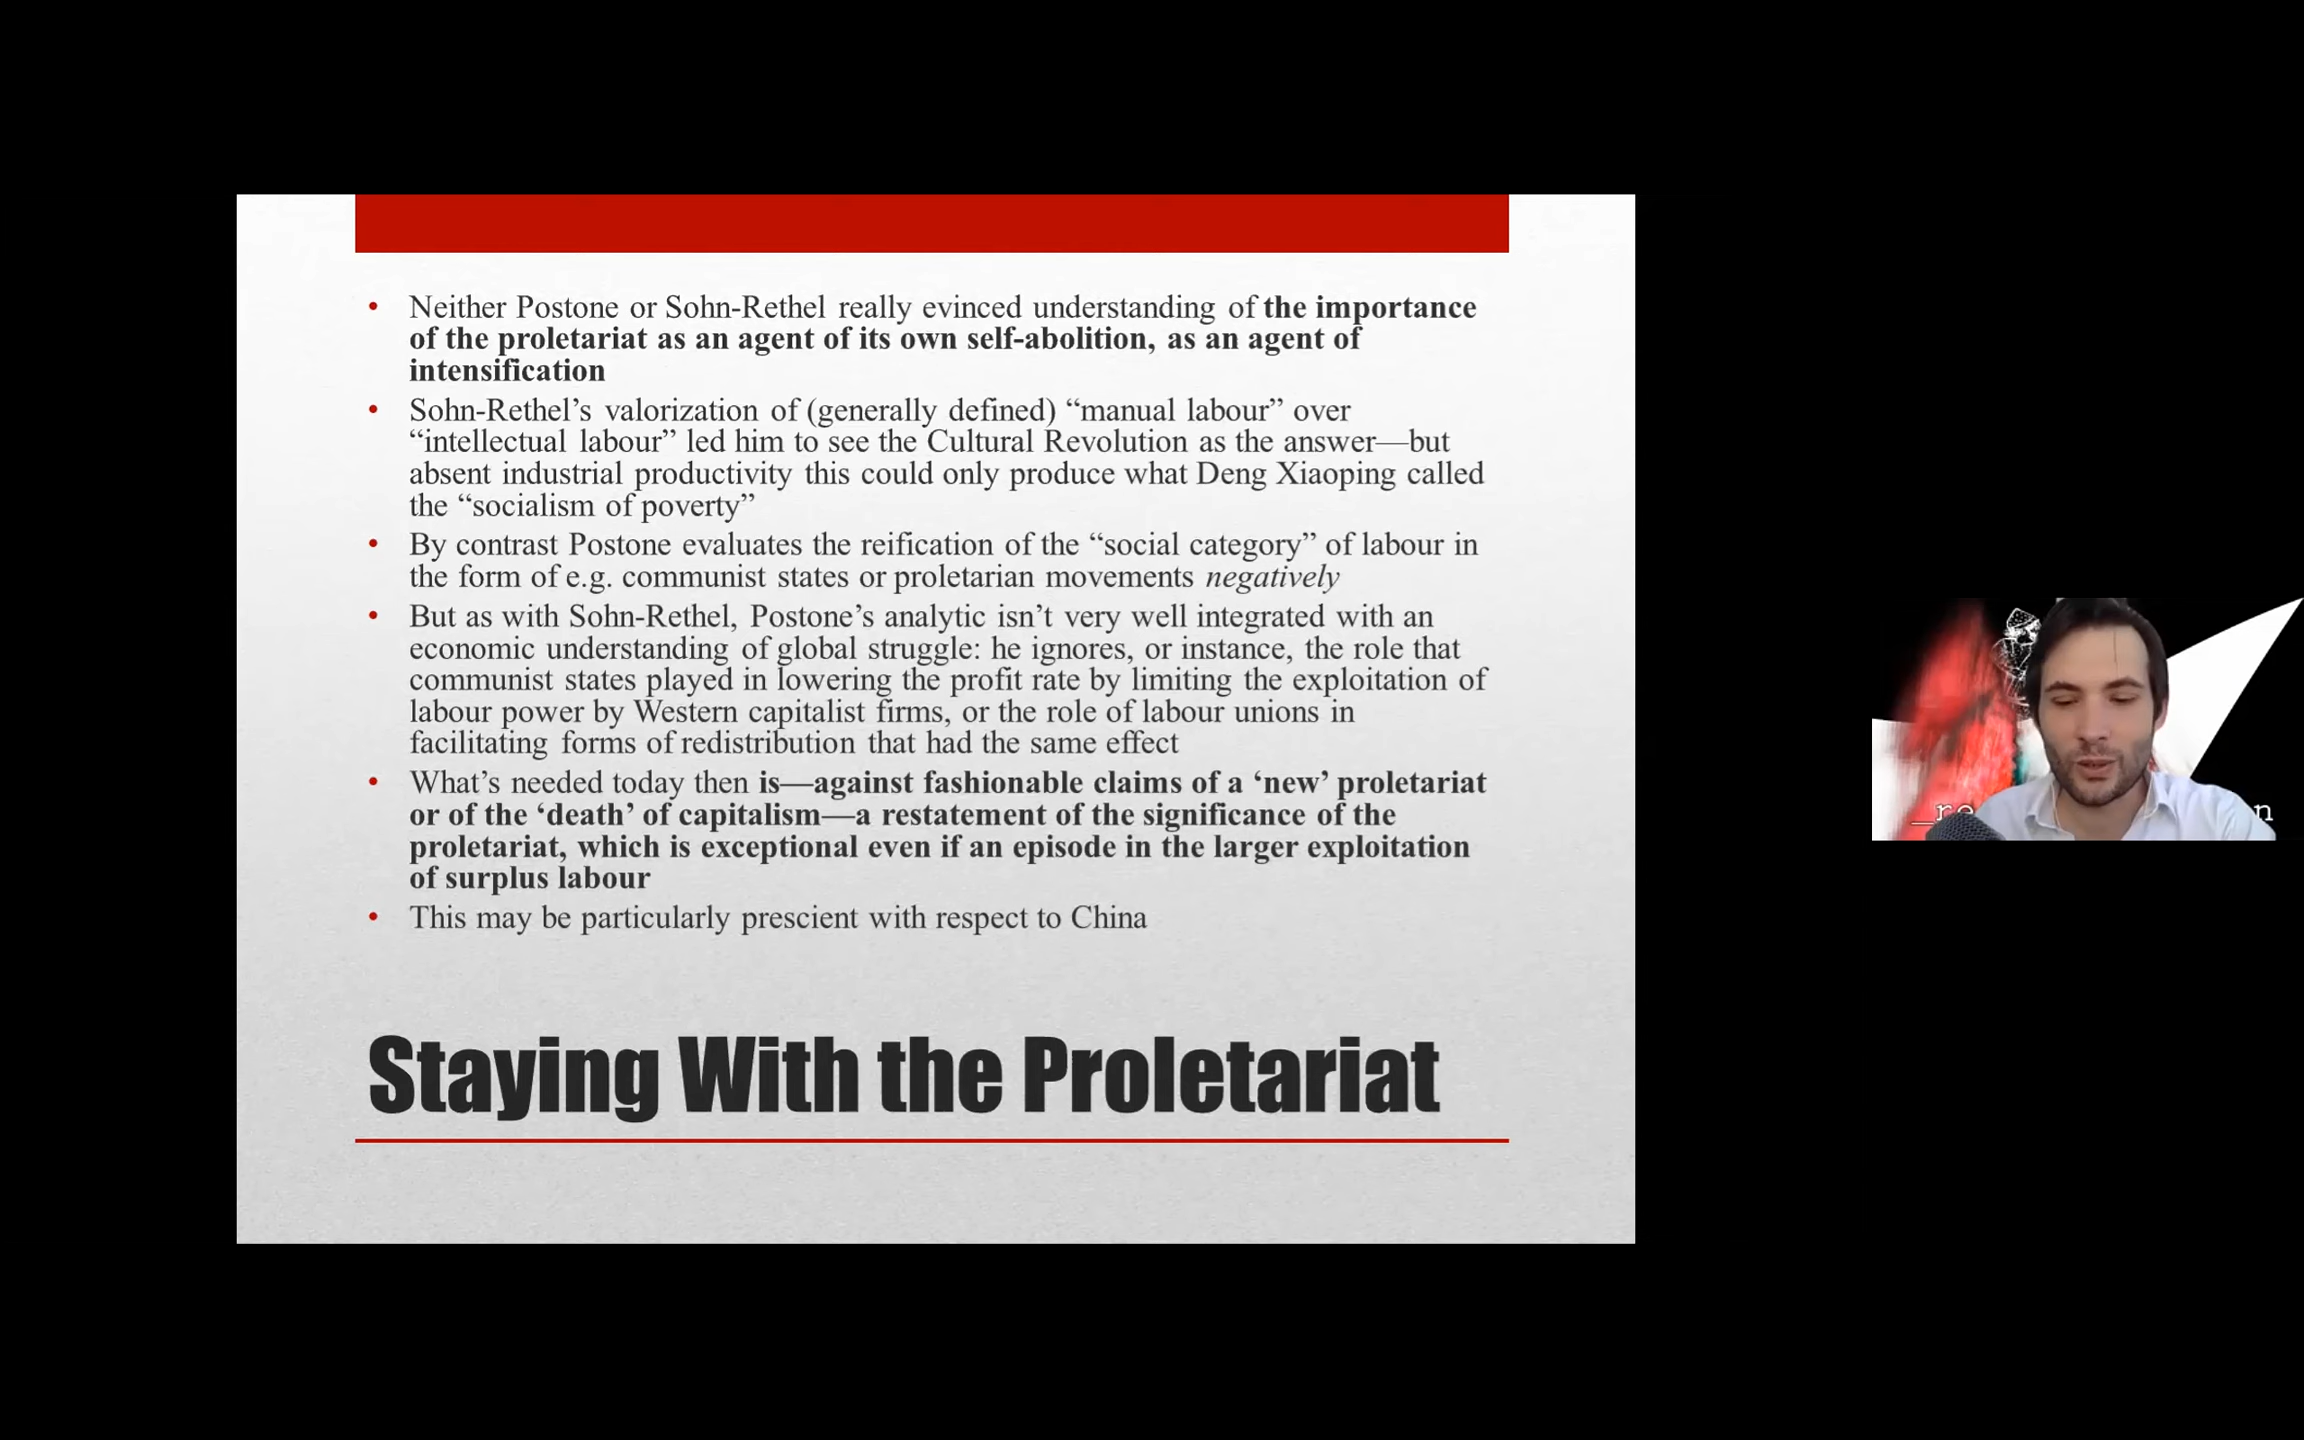 • Neither Postone or Sohn-Rethel really evinced understanding of the importance
of the proletariat as an agent of its own self-abolition, as an agent of
intensification
• Sohn-Rethel’s valorization of (generally defined) “manual labour” over
“intellectual labour” led him to see the Cultural Revolution as the answer—but
absent industrial productivity this could only produce what Deng Xiaoping called
the “socialism of poverty”
• By contrast Postone evaluates the reification of the “social category” of labour in
the form of e.g. communist states or proletarian movements negatively
• But as with Sohn-Rethel, Postone’s analytic isn’t very well integrated with an
economic understanding of global struggle: he ignores, or instance, the role that
communist states played in lowering the profit rate by limiting the exploitation of
labour power by Western capitalist firms, or the role of labour unions in
facilitating forms of redistribution that had the same effect
• What’s needed today then is—against fashionable claims of a ‘new’ proletariat
or of the ‘death’ of capitalism—a restatement of the significance of the
proletariat, which is exceptional even if an episode in the larger exploitation
of surplus labour
• This may be particularly prescient with respect to China
Staying With the Proletariat